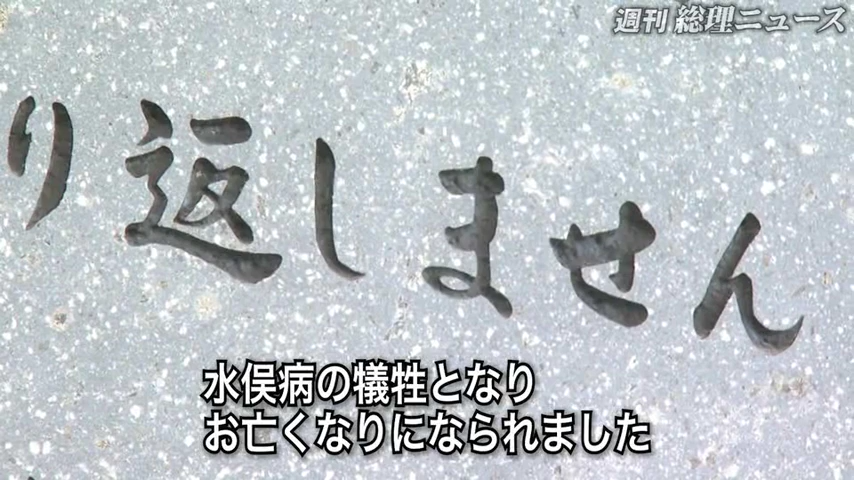 週刊 総理ニュース
り返しません
水俣病の犠牲となり
お亡くなりになられました